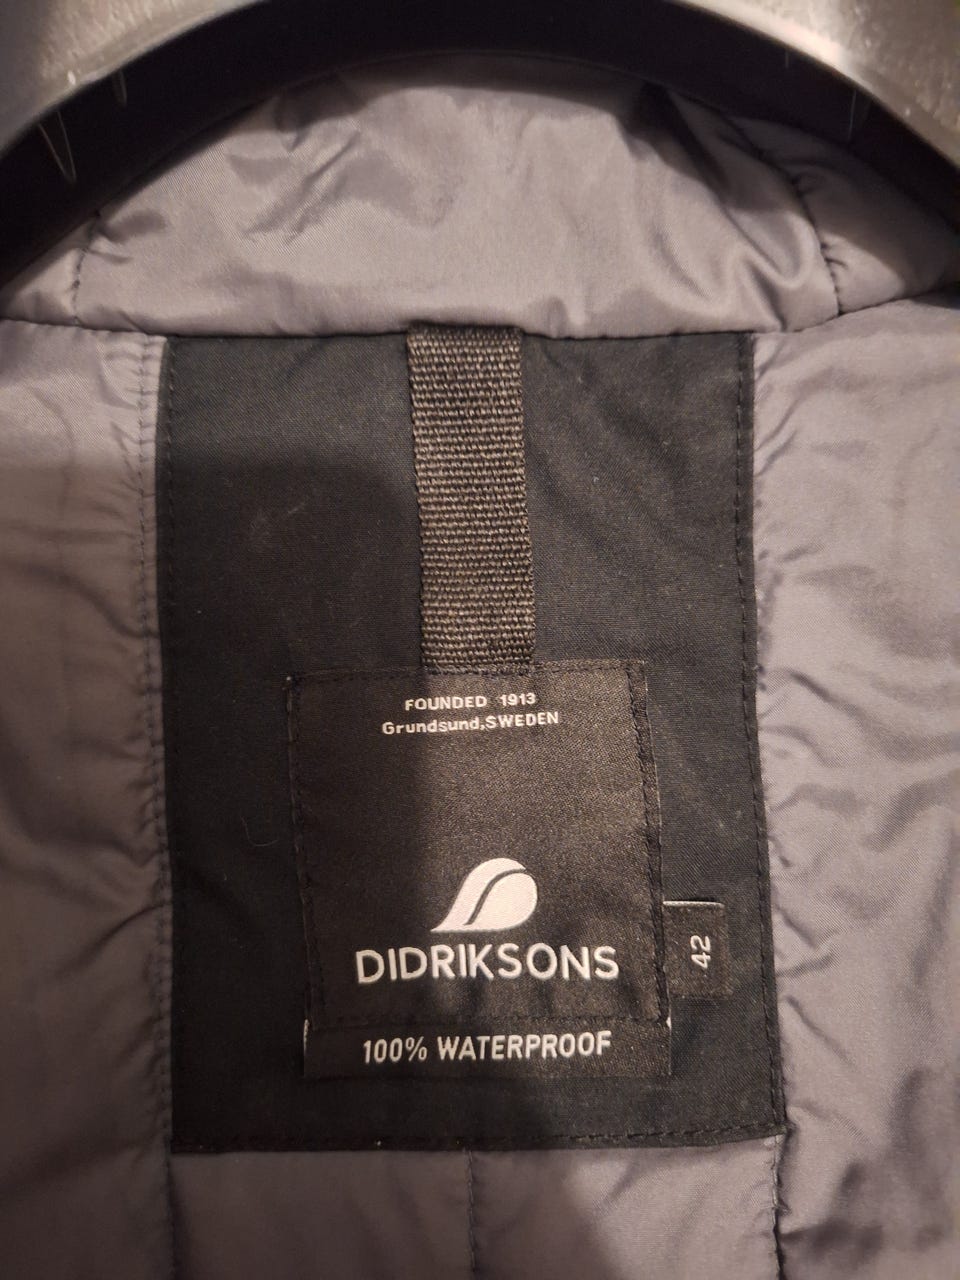 FOUNDED 1913
Grundsund,SWEDEN
DIDRIKSONS
42
100% WATERPROOF